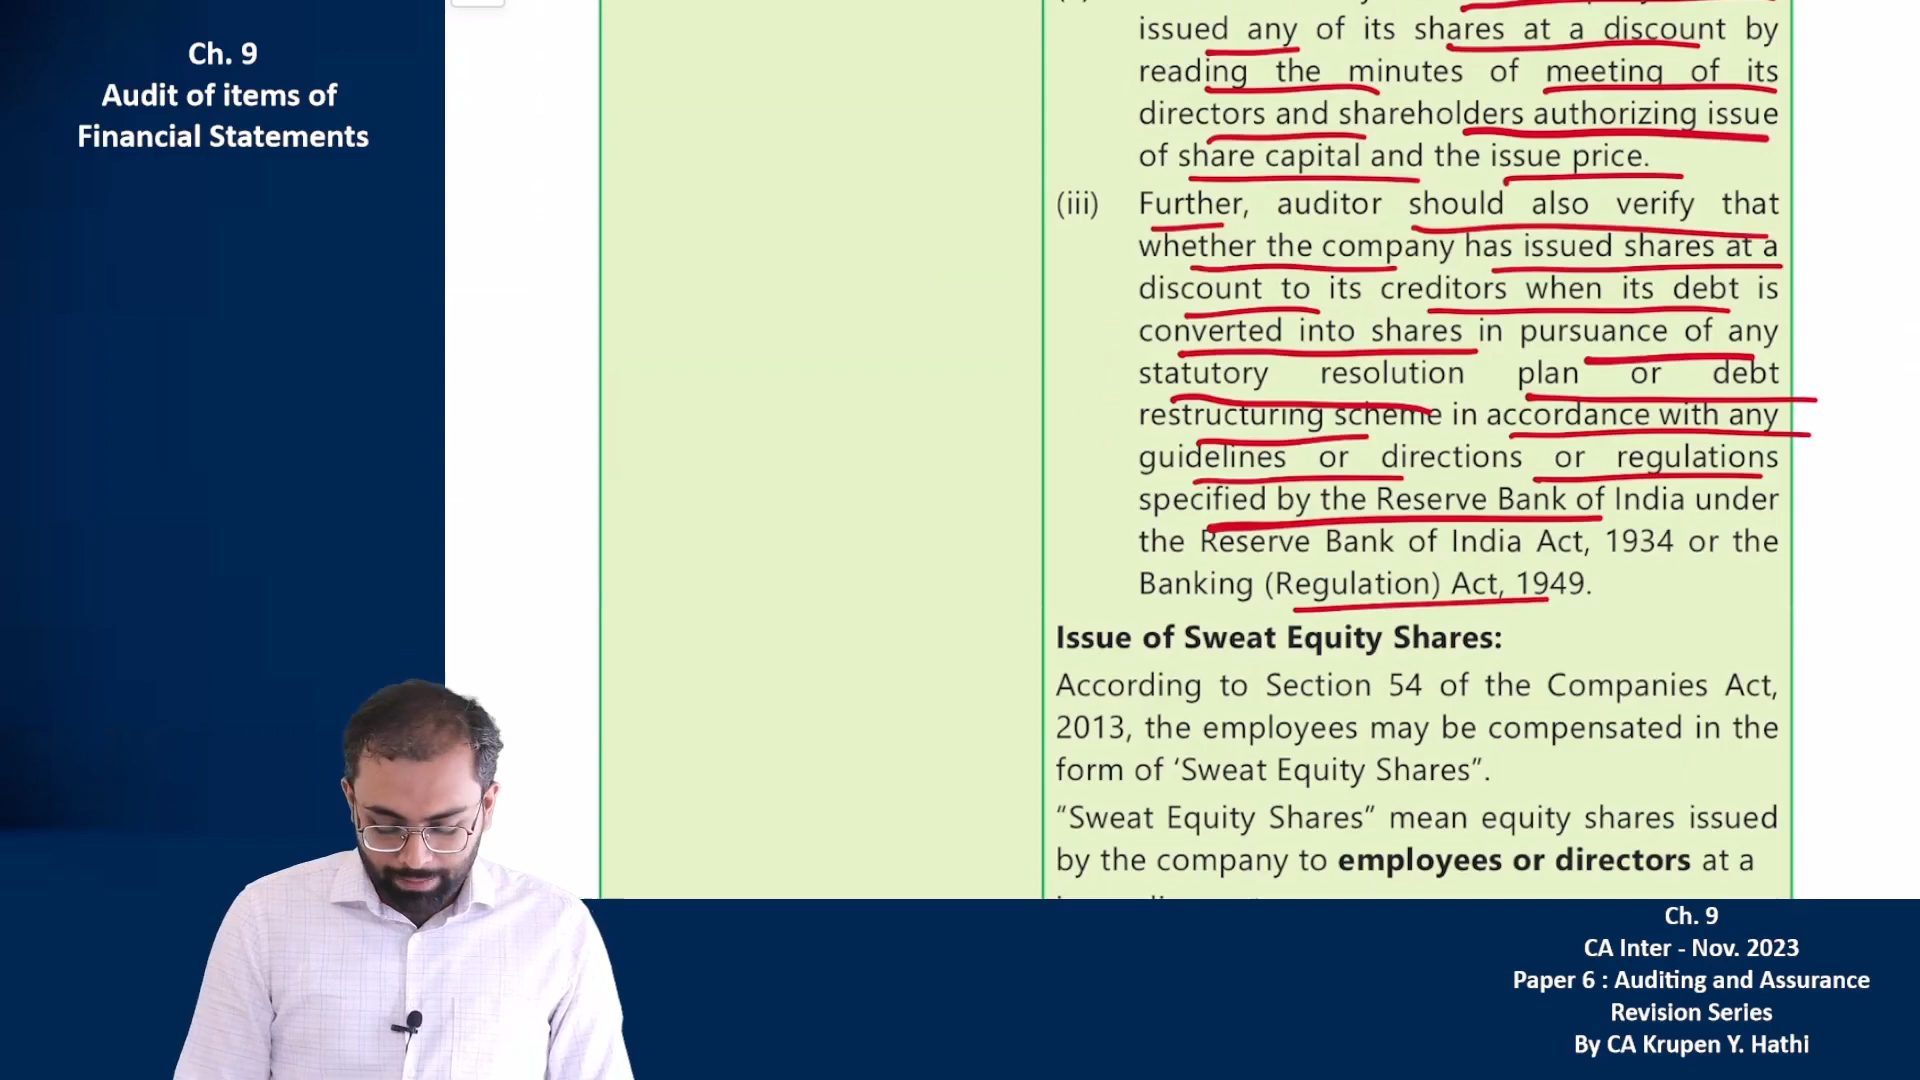 Ch. 9
Audit of items of
Financial Statements
issued any of its shares at a discount by
reading the minutes of meeting of its
directors and shareholders authorizing issue
of share capital and the issue price.
(iii) Further, auditor should also verify that
whether the company has issued shares at a
discount to its creditors when its debt is
converted into shares in pursuance of any
statutory resolution plan or debt
restructuring scheme in accordance with any
guidelines or directions or regulations
specified by the Reserve Bank of India under
the Reserve Bank of India Act, 1934 or the
Banking (Regulation) Act, 1949.
Issue of Sweat Equity Shares:
According to Section 54 of the Companies Act,
2013, the employees may be compensated in the
form of ‘Sweat Equity Shares”.
“Sweat Equity Shares” mean equity shares issued
by the company to employees or directors at a
Ch. 9
CA Inter - Nov. 2023
Paper 6 : Auditing and Assurance
Revision Series
By CA Krupen Y. Hathi